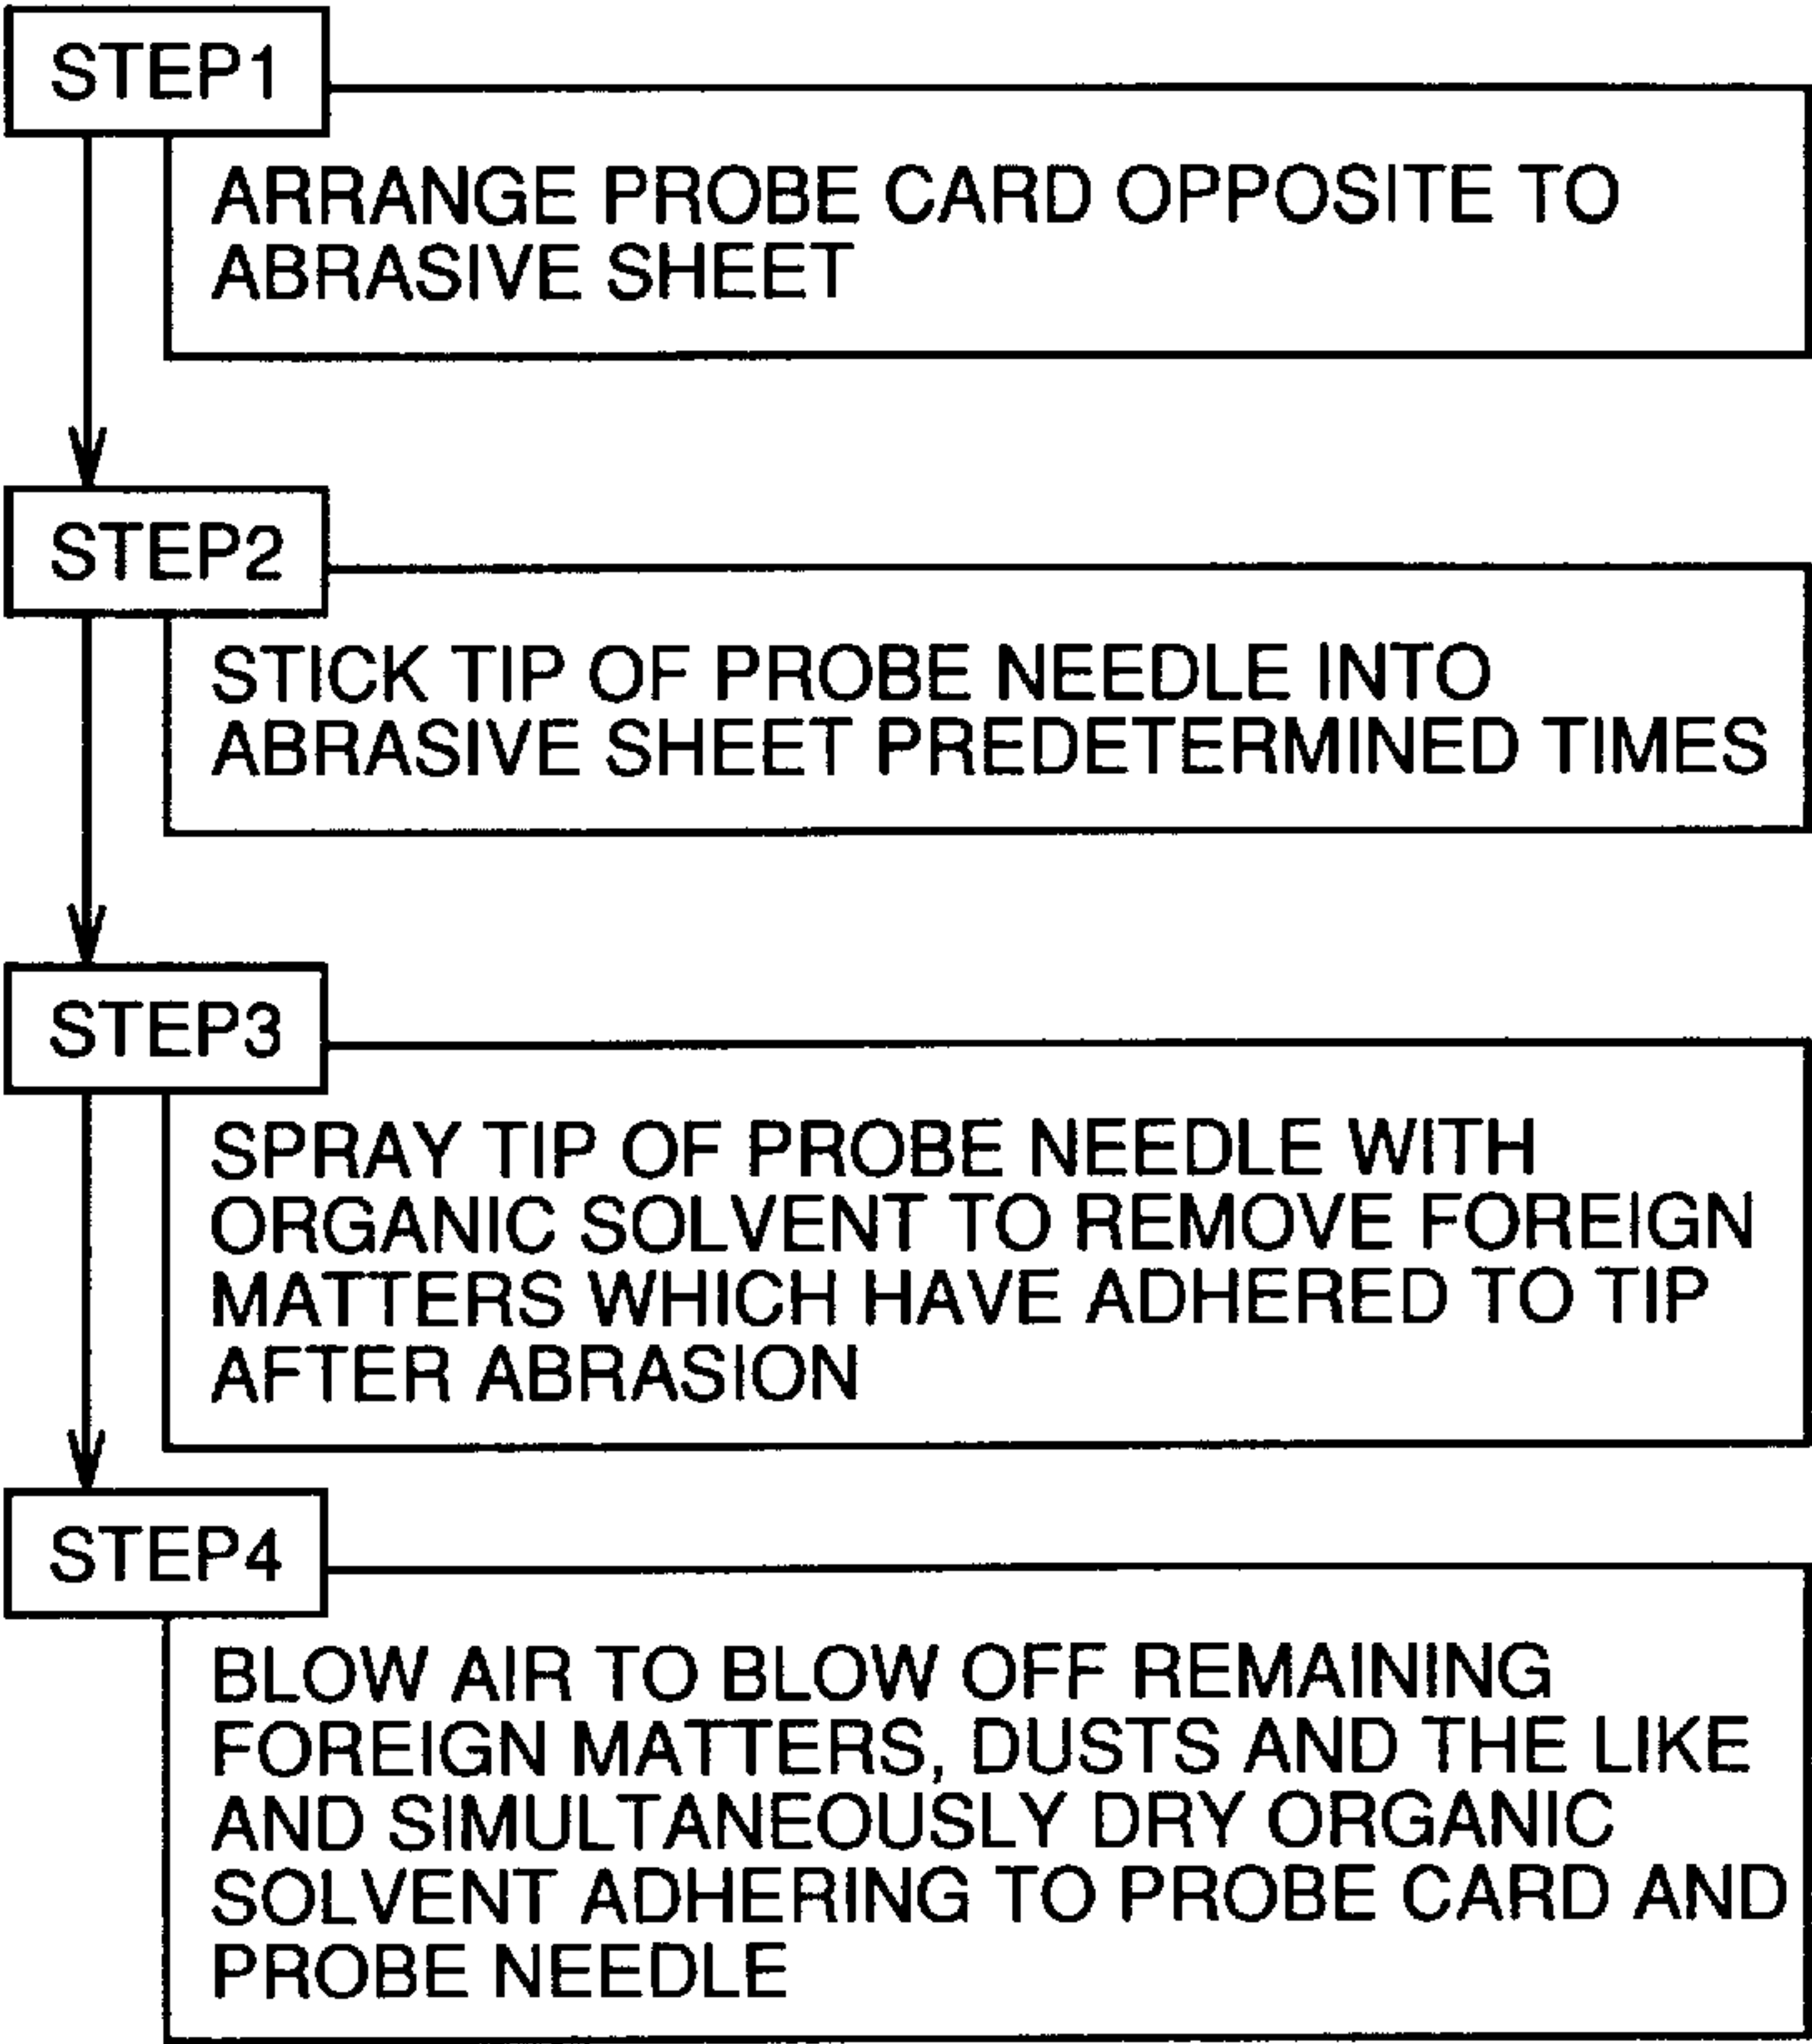 STEP1
ARRANGE PROBE CARD OPPOSITE TO
ABRASIVE SHEET
STEP2
STICK TIP OF PROBE NEEDLE INTO
ABRASIVE SHEET PREDETERMINED TIMES
STEP3
SPRAY TIP OF PROBE NEEDLE WITH
ORGANIC SOLVENT TO REMOVE FOREIGN
MATTERS WHICH HAVE ADHERED TO TIP
AFTER ABRASION
STEP4
BLOW AIR TO BLOW OFF REMAINING
FOREIGN MATTERS, DUSTS AND THE LIKE
AND SIMULTANEOUSLY DRY ORGANIC
SOLVENT ADHERING TO PROBE CARD AND
PROBE NEEDLE